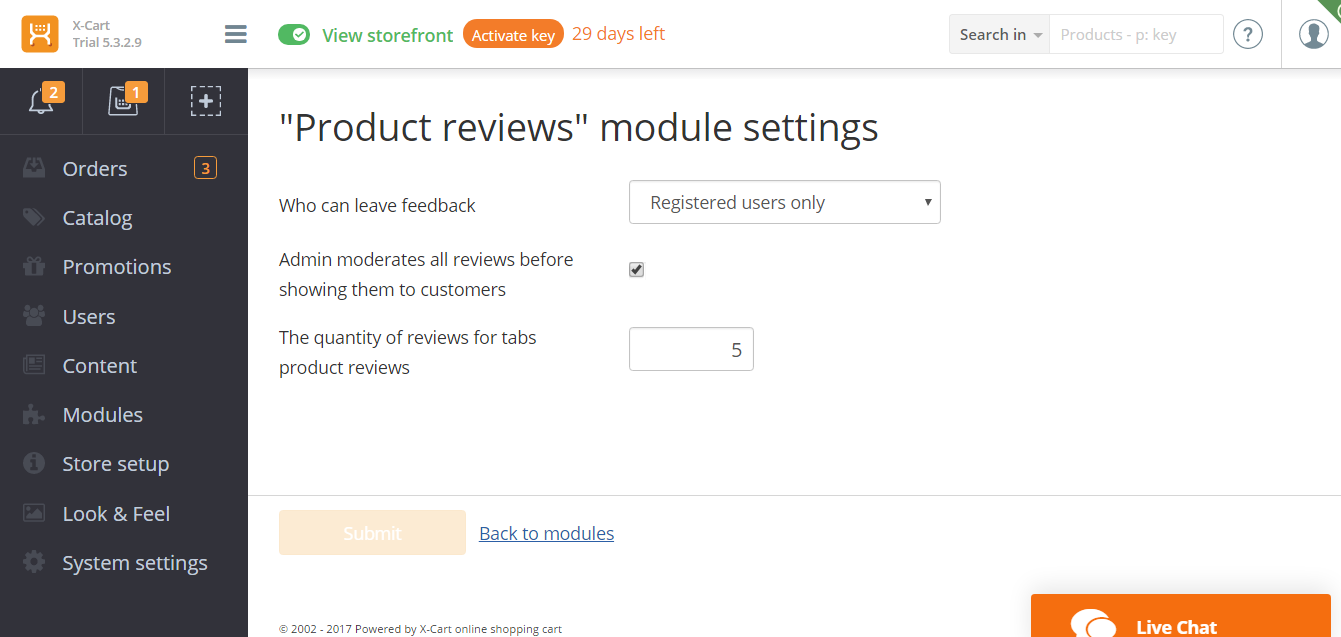 X-Cart
Trial 5.3.2.9
View storefront
Activate key
29 days left
Search in
Products - p: key
?
2
1
Orders
3
Catalog
Promotions
Users
Content
Modules
Store setup
Look & Feel
System settings
"Product reviews" module settings
Who can leave feedback
Registered users only
Admin moderates all reviews before
showing them to customers
The quantity of reviews for tabs
product reviews
5
Submit
Back to modules
© 2002 - 2017 Powered by X-Cart online shopping cart
Live Chat